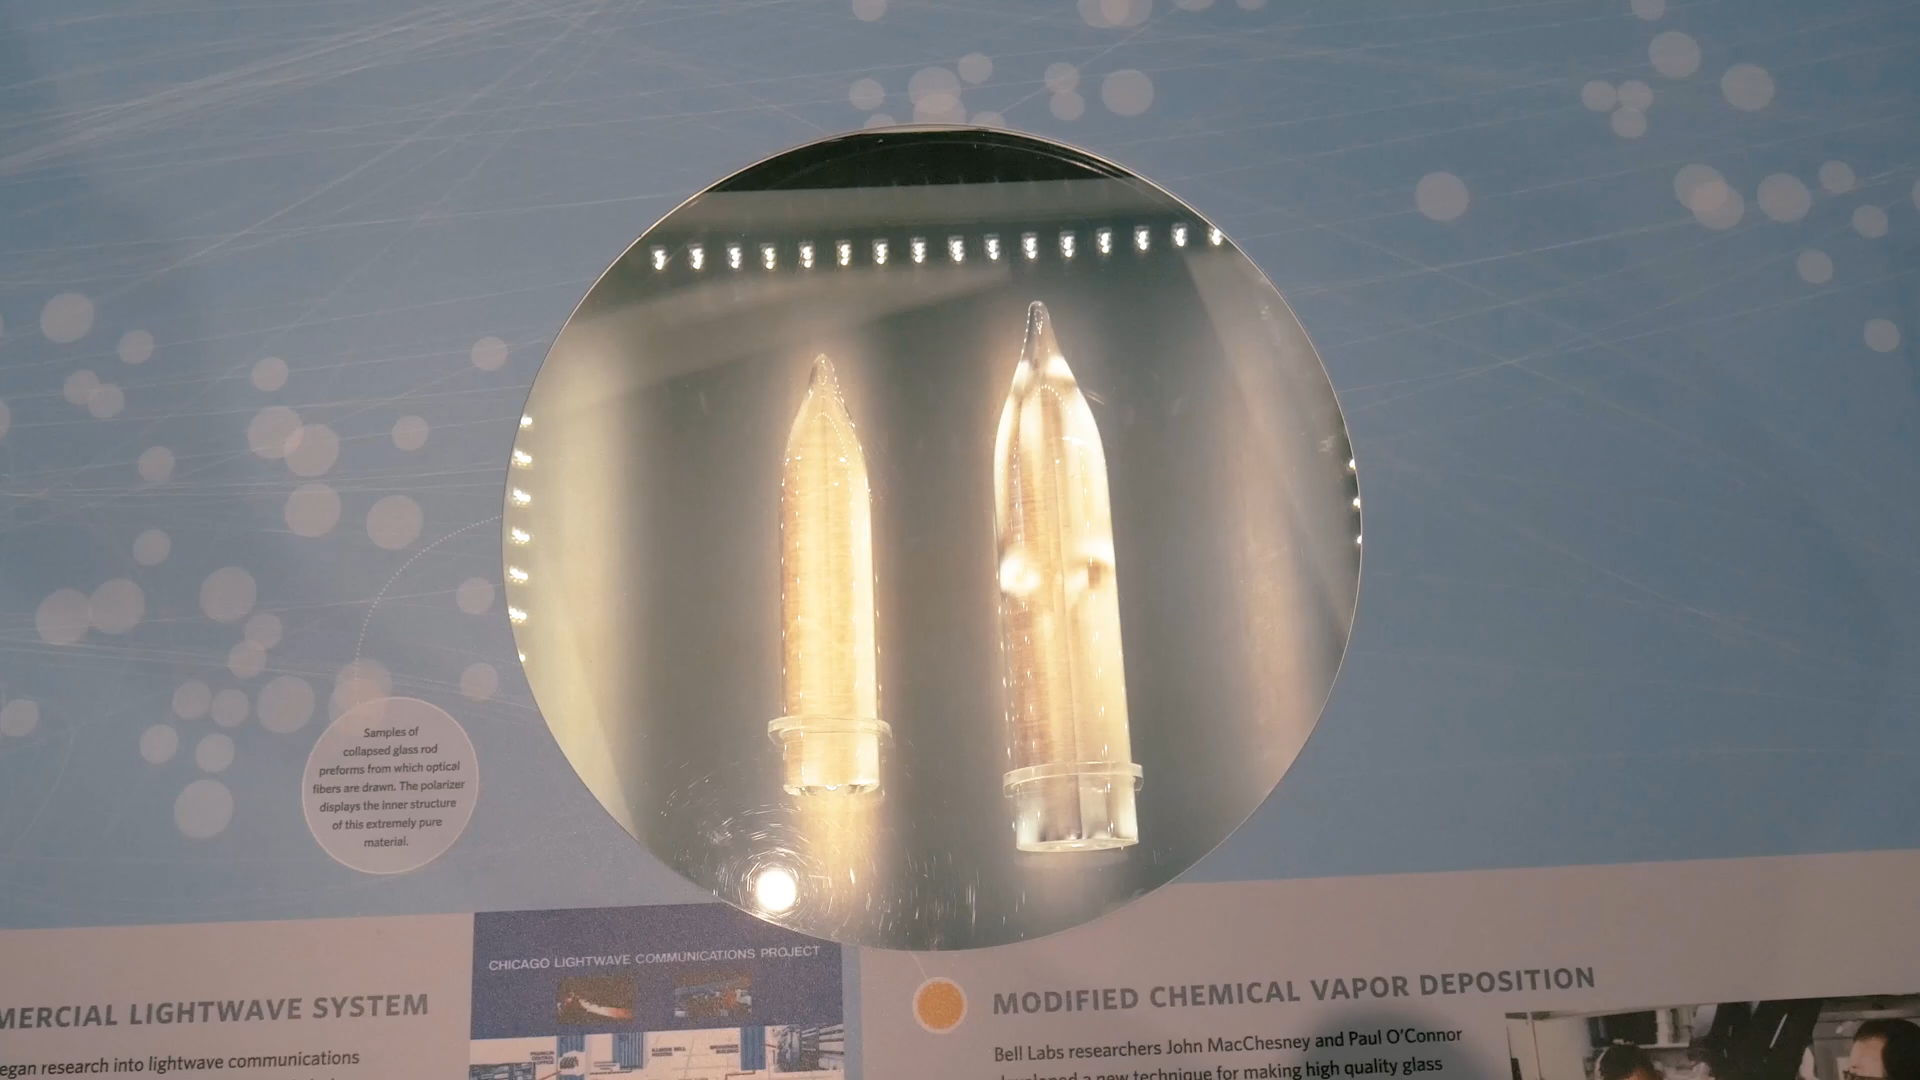 Samples of
collapsed glass rod
preforms from which optical
fibers are drawn. The polarizer
displays the inner structure
of this extremely pure
material.
CHICAGO LIGHTWAVE COMMUNICATIONS PROJECT
MERCIAL LIGHTWAVE SYSTEM
egan research into lightwave communications
MODIFIED CHEMICAL VAPOR DEPOSITION
Bell Labs researchers John MacChesney and Paul O'Connor
developed a new technique for making high quality glass